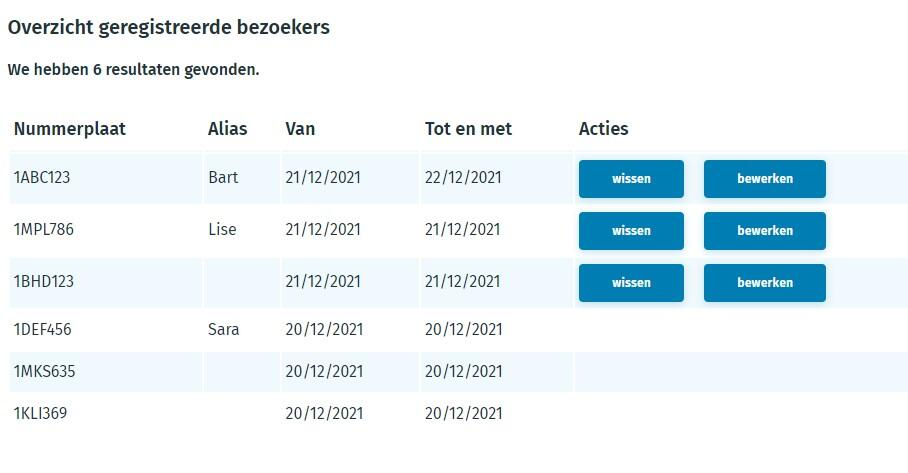 Overzicht geregistreerde bezoekers
We hebben 6 resultaten gevonden.
Nummerplaat Alias Van Tot en met Acties
1ABC123 Bart 21/12/2021 22/12/2021 wissen bewerken
1MPL786 Lise 21/12/2021 21/12/2021 wissen bewerken
1BHD123 21/12/2021 21/12/2021 wissen bewerken
1DEF456 Sara 20/12/2021 20/12/2021
1MKS635 20/12/2021 20/12/2021
1KLI369 20/12/2021 20/12/2021